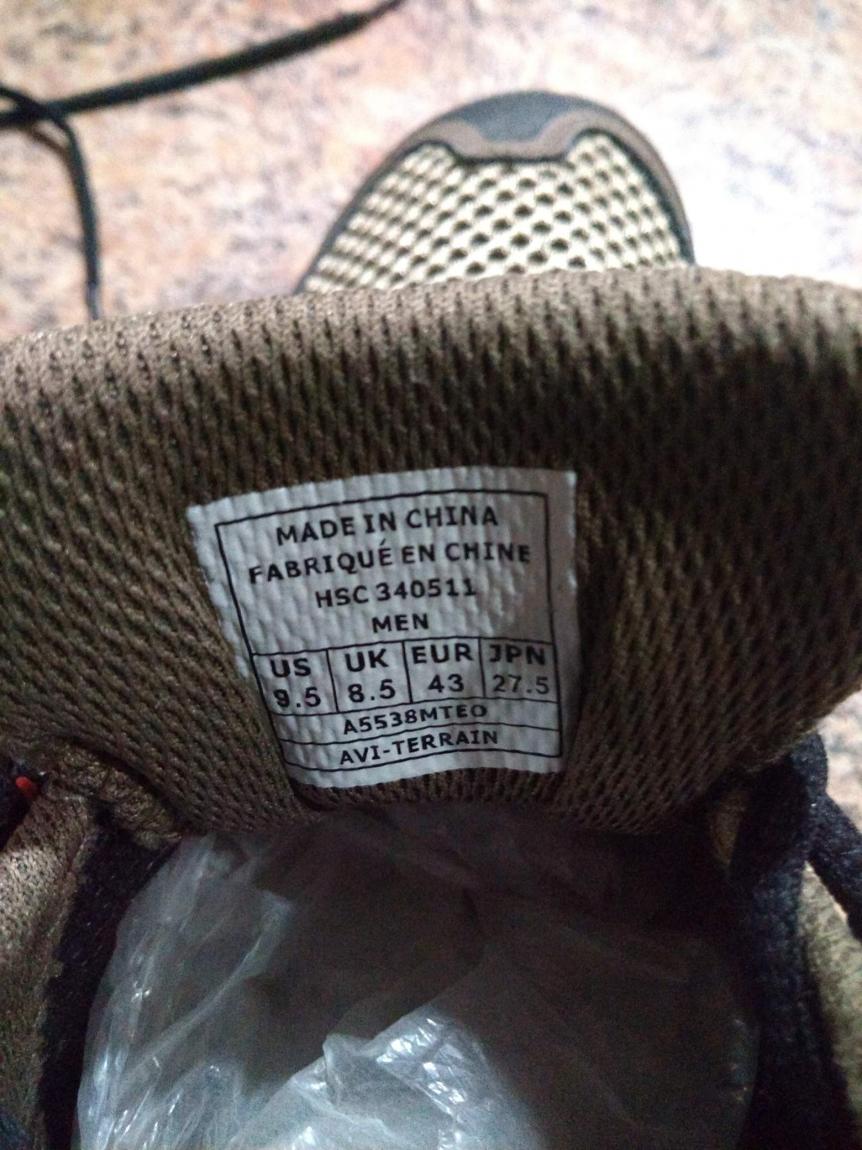 MADE IN CHINA
FABRIQUÉ EN CHINE
HSC 340511
MEN
US UK EUR JPN
9.5 8.5 43 27.5
A5538MTEO
AVI-TERRAIN